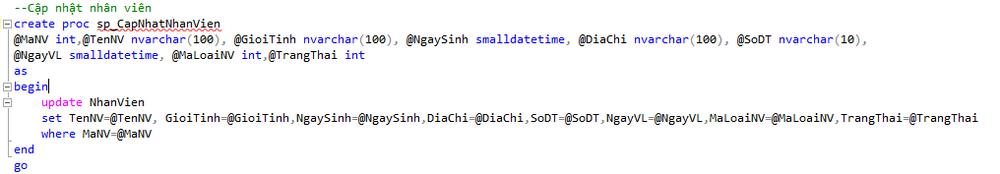 --Cập nhật nhân viên
create proc sp_CapNhatNhanVien
@MaNV int,@TenNV nvarchar(100), @GioiTinh nvarchar(100), @NgaySinh smalldatetime, @DiaChi nvarchar(100), @SoDT nvarchar(10),
@NgayVL smalldatetime, @MaLoaiNV int,@TrangThai int
as
begin
update NhanVien
set TenNV=@TenNV, GioiTinh=@GioiTinh,NgaySinh=@NgaySinh,DiaChi=@DiaChi,SoDT=@SoDT,NgayVL=@NgayVL,MaLoaiNV=@MaLoaiNV,TrangThai=@TrangThai
where MaNV=@MaNV
end
go